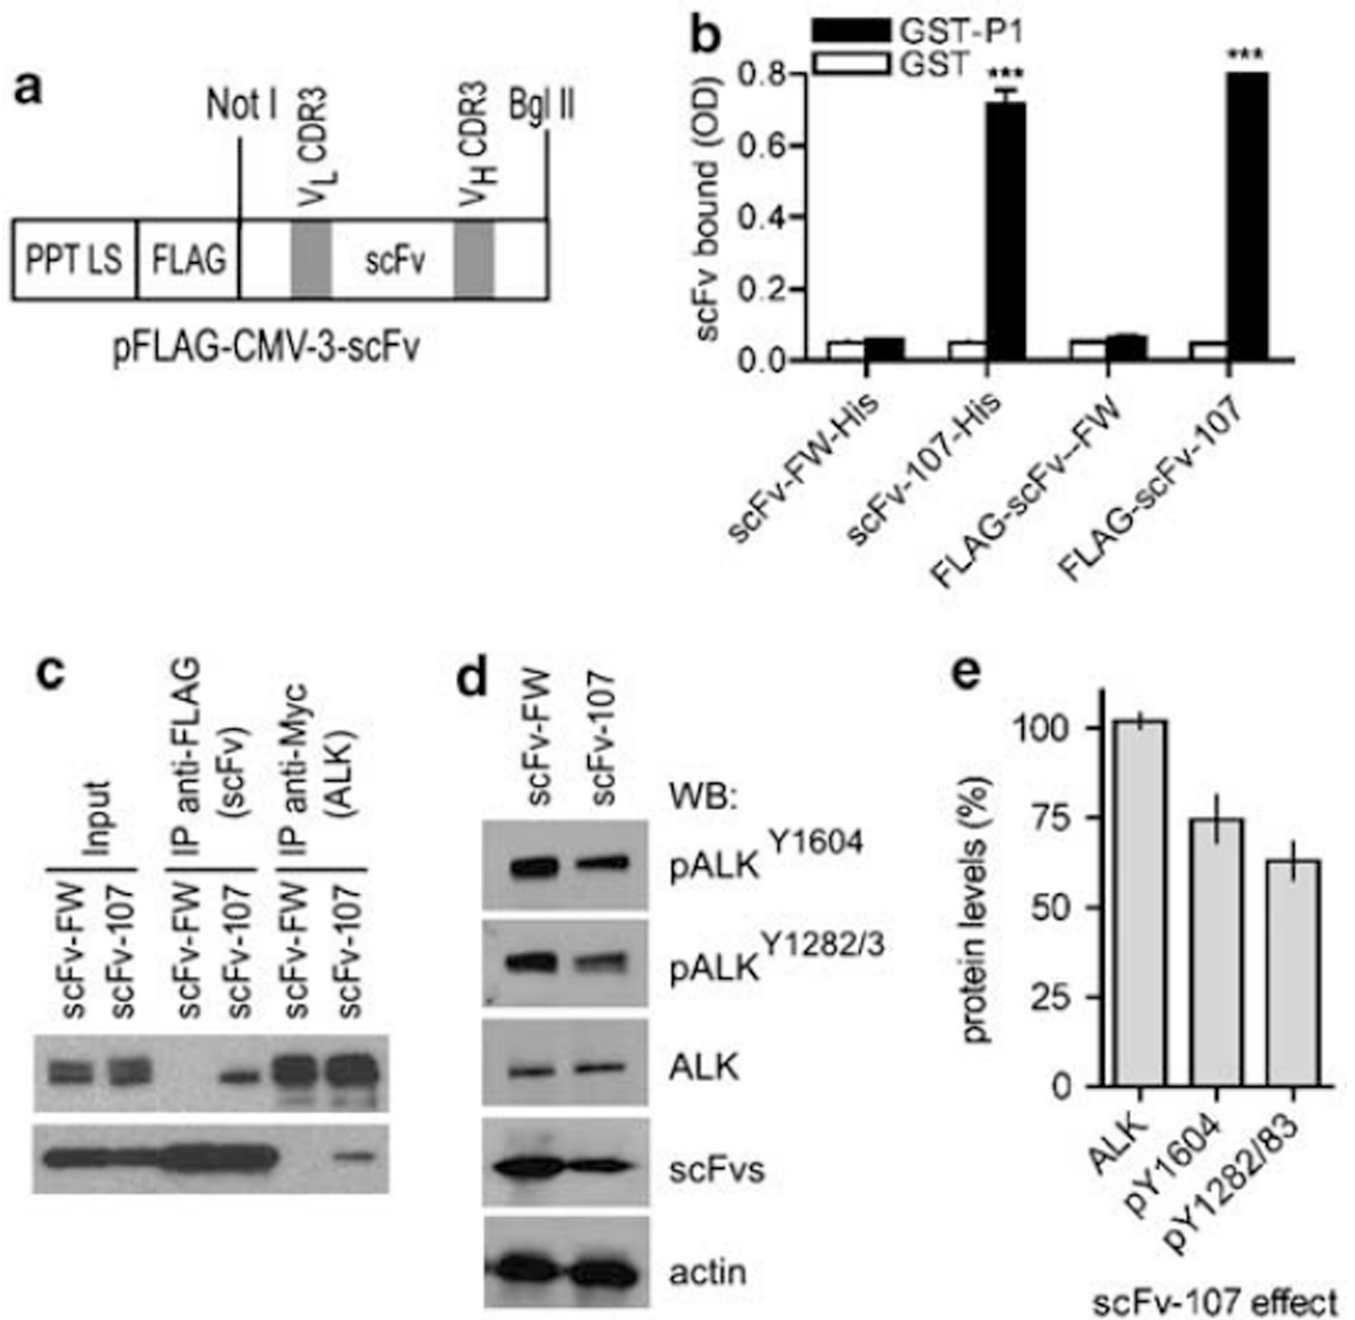 a
Not I
VL CDR3
VH CDR3
Bgl II
PPT LS
FLAG
scFv
pFLAG-CMV-3-scFv
b
GST-P1
GST
***
***
scFv bound (OD)
0.8
0.6
0.4
0.2
0.0
scFv-FW-His
scFv-107-His
FLAG-scFv--FW
FLAG-scFv-107
c
Input
IP anti-FLAG
(scFv)
IP anti-Myc
(ALK)
scFv-FW
scFv-107
scFv-FW
scFv-107
scFv-FW
scFv-107
d
scFv-FW
scFv-107
WB:
pALK Y1604
pALK Y1282/3
ALK
scFvs
actin
e
protein levels (%)
100
75
50
25
0
ALK
pY1604
pY1282/83
scFv-107 effect